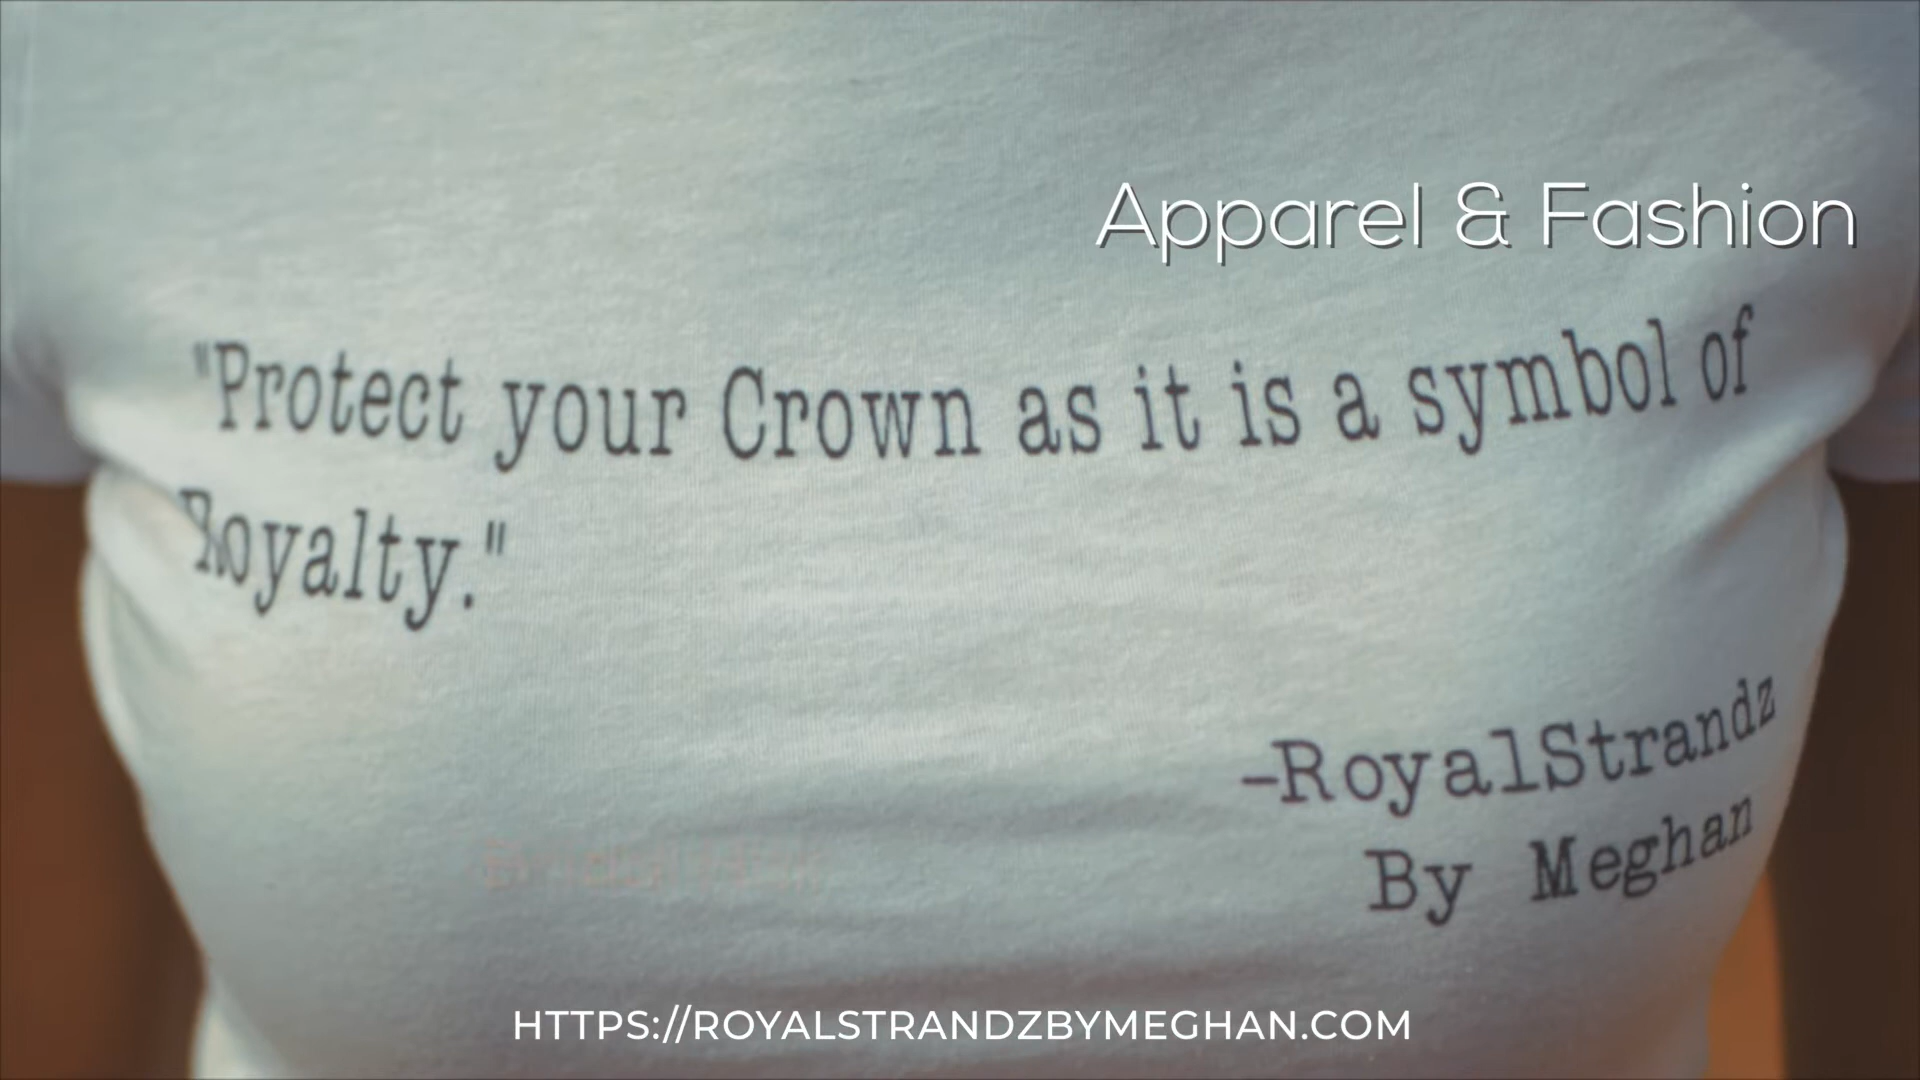 Apparel & Fashion
"Protect your Crown as it is a symbol of
Royalty."
-RoyalStrandz
By Meghan
HTTPS://ROYALSTRANDZBYMEGHAN.COM